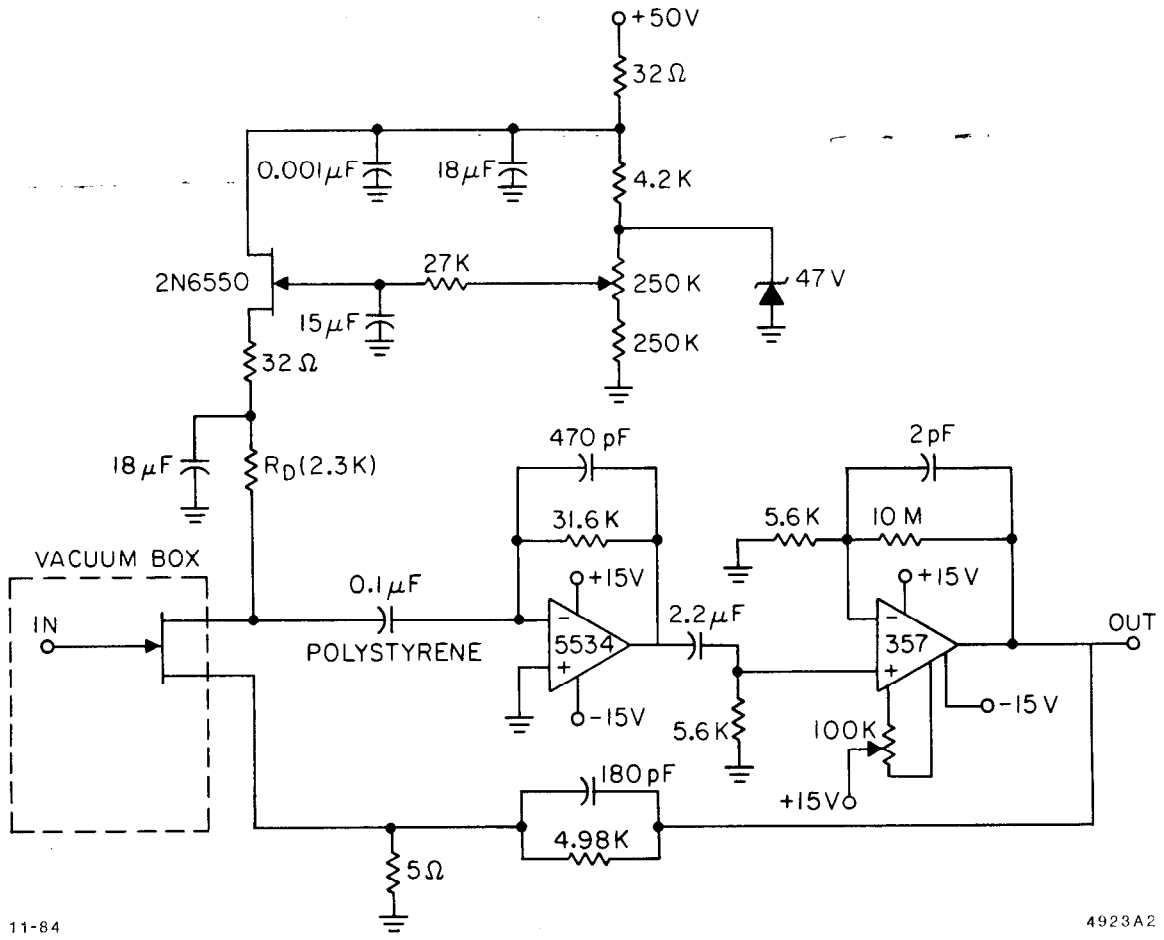 +50V
32Ω
0.001μF
18μF
4.2K
2N6550
27K
250K
47V
15μF
250K
32Ω
18μF
RD(2.3K)
470pF
2pF
31.6K
5.6K
10M
VACUUM BOX
0.1μF
+15V
+15V
IN
2.2μF
OUT
POLYSTYRENE
−
5534
+
−
357
+
-15V
-15V
5.6K
100K
180pF
+15V
4.98K
5Ω
11-84
4923A2